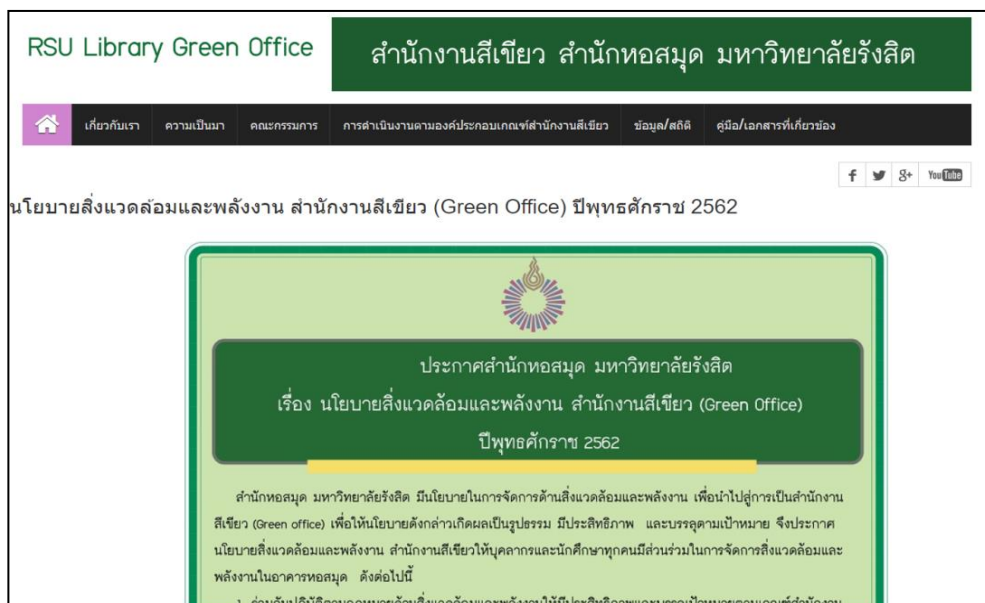 RSU Library Green Office
สำนักงานสีเขียว สำนักหอสมุด มหาวิทยาลัยรังสิต
เกี่ยวกับเรา ความเป็นมา คณะกรรมการ การดำเนินงานตามองค์ประกอบเกณฑ์สำนักงานสีเขียว ข้อมูล/สถิติ คู่มือ/เอกสารที่เกี่ยวข้อง
f g+ YouTube
นโยบายสิ่งแวดล้อมและพลังงาน สำนักงานสีเขียว (Green Office) ปีพุทธศักราช 2562
ประกาศสำนักหอสมุด มหาวิทยาลัยรังสิต
เรื่อง นโยบายสิ่งแวดล้อมและพลังงาน สำนักงานสีเขียว (Green Office)
ปีพุทธศักราช 2562
สำนักหอสมุด มหาวิทยาลัยรังสิต มีนโยบายในการจัดการด้านสิ่งแวดล้อมและพลังงาน เพื่อนำไปสู่การเป็นสำนักงาน
สีเขียว (Green office) เพื่อให้นโยบายดังกล่าวเกิดผลเป็นรูปธรรม มีประสิทธิภาพ และบรรลุตามเป้าหมาย จึงประกาศ
นโยบายสิ่งแวดล้อมและพลังงาน สำนักงานสีเขียวให้บุคลากรและนักศึกษาทุกคนมีส่วนร่วมในการจัดการสิ่งแวดล้อมและ
พลังงานในอาคารหอสมุด ดังต่อไปนี้